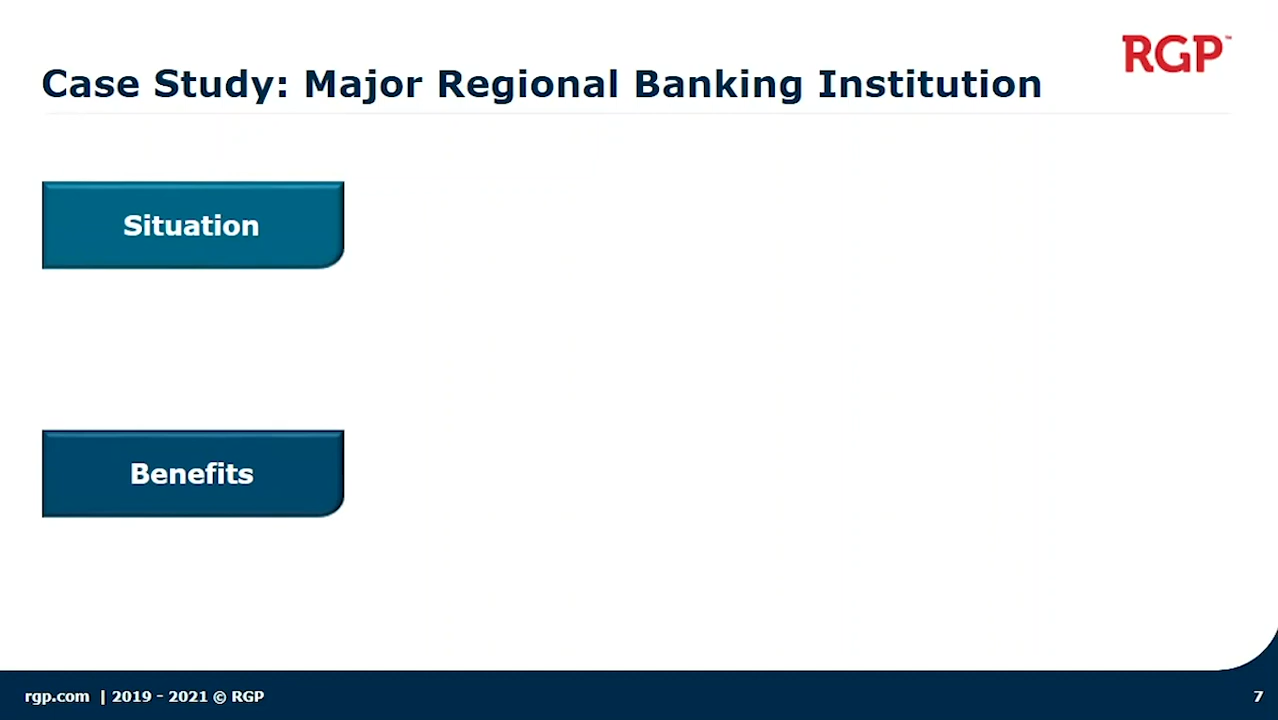 RGP™
Case Study: Major Regional Banking Institution
Situation
Benefits
rgp.com | 2019 - 2021 © RGP
7